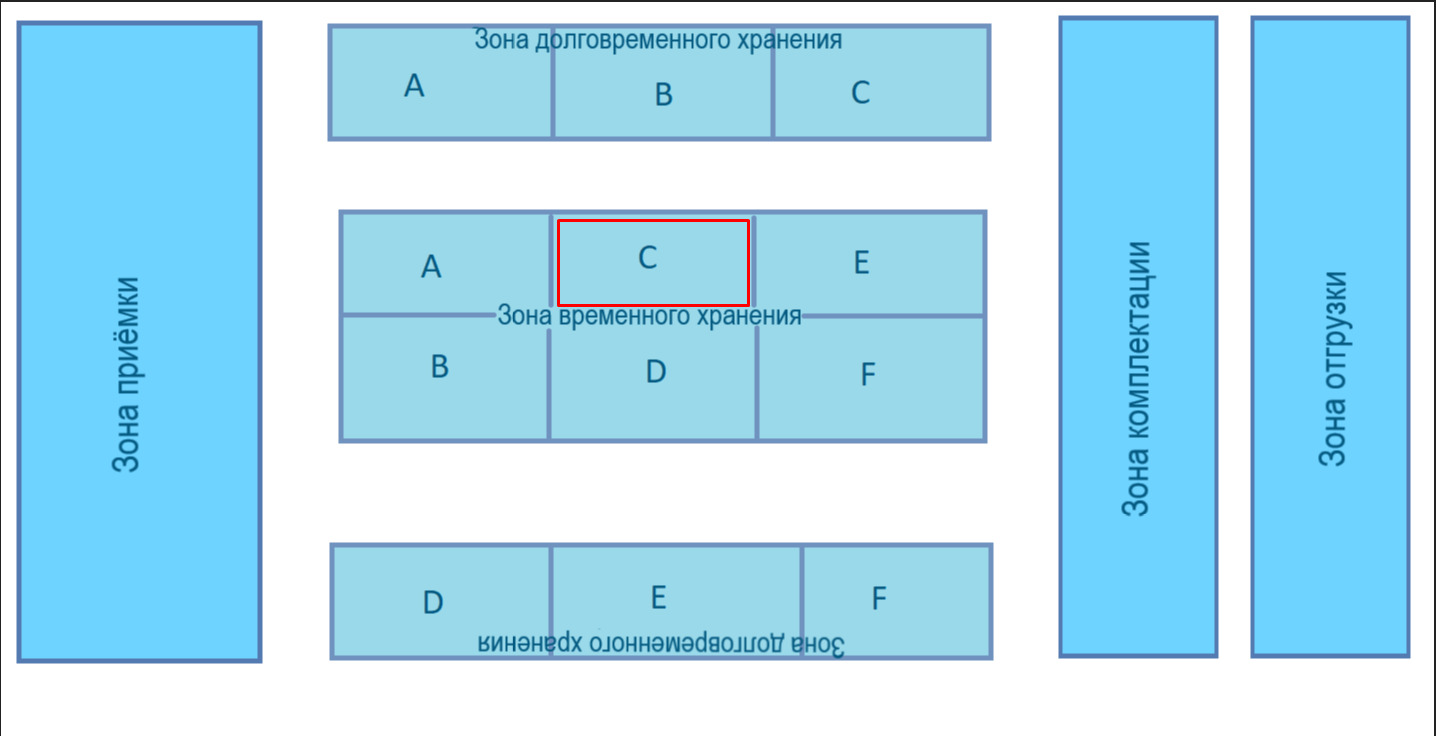 Зона приёмки
Зона долговременного хранения
A
B
C
A
C
E
Зона временного хранения
B
D
F
D
E
F
Зона долговременного хранения
Зона комплектации
Зона отгрузки